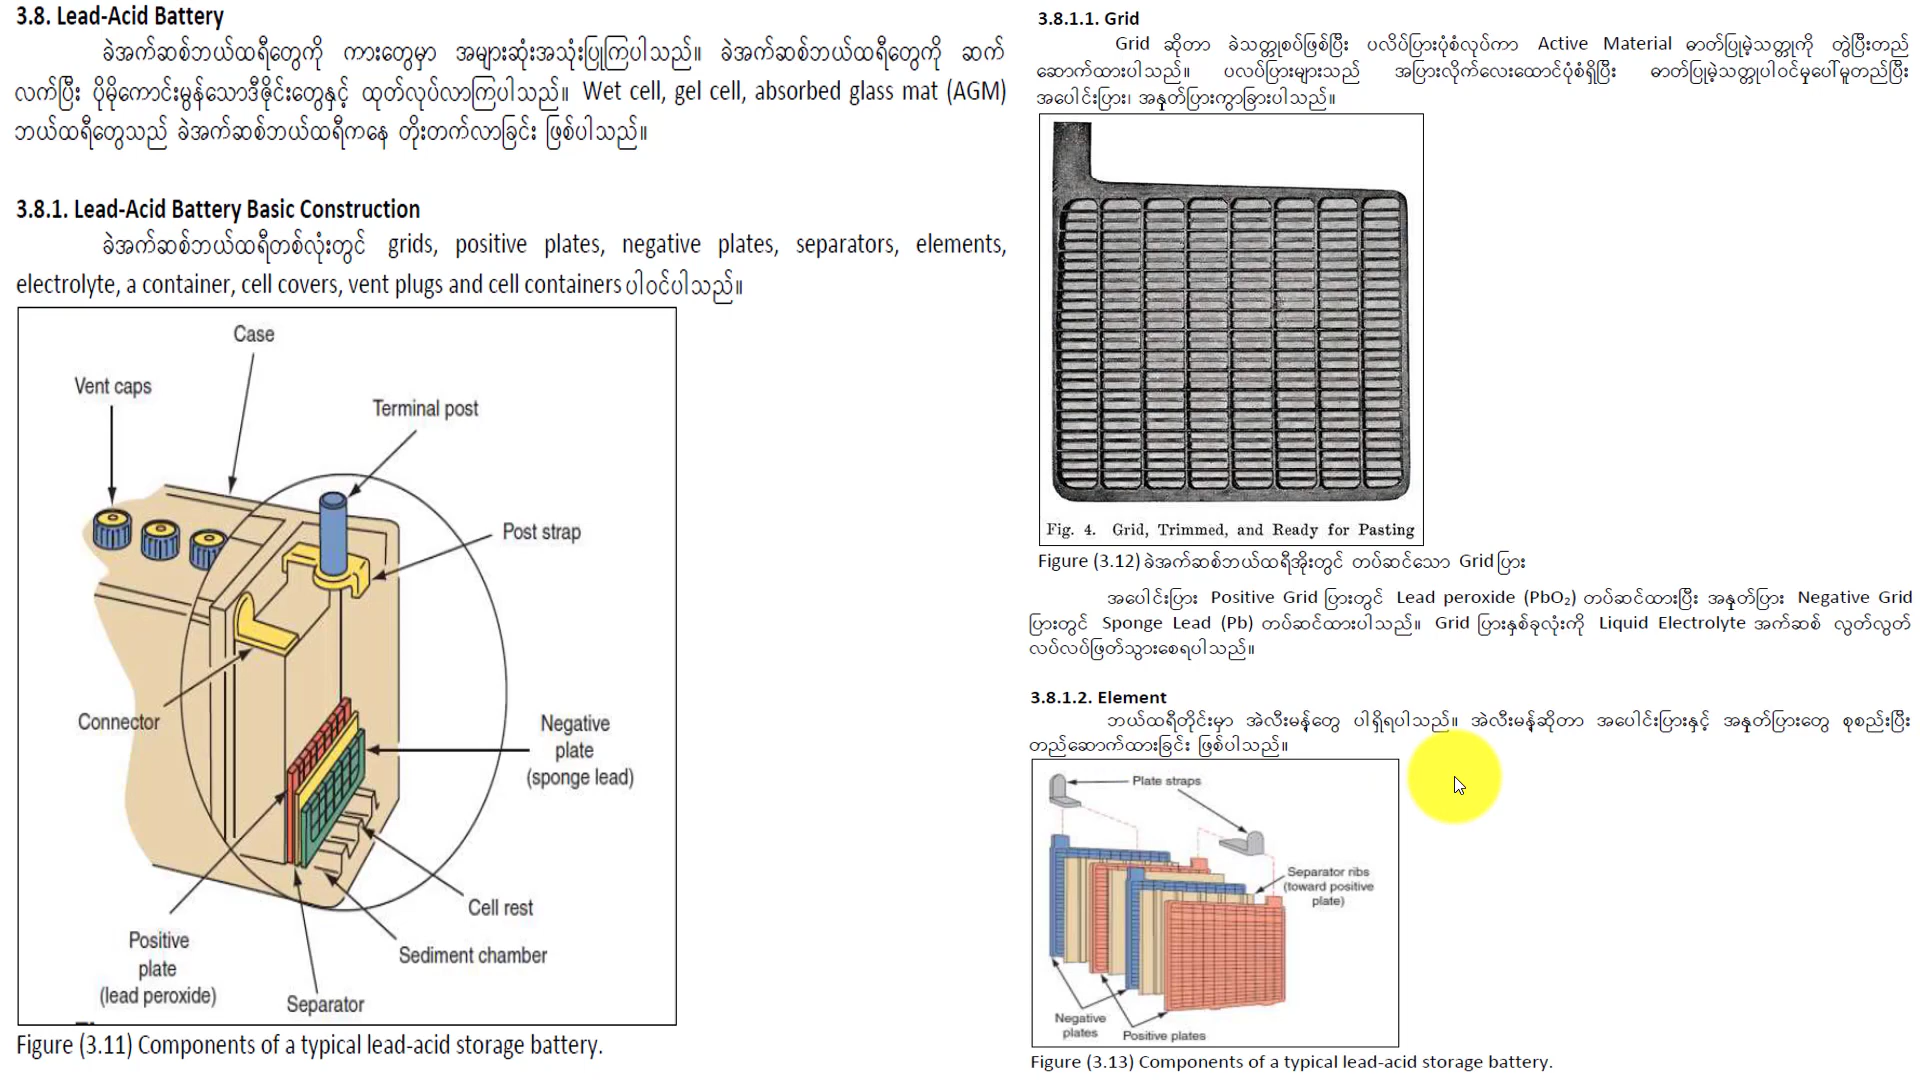 3.8. Lead-Acid Battery
ခဲအက်ဆစ်ဘယ်ထရီတွေကို ကားတွေမှာ အများဆုံးအသုံးပြုကြပါသည်။ ခဲအက်ဆစ်ဘယ်ထရီတွေကို ဆက်
လက်ပြီး ပိုမိုကောင်းမွန်သောဒီဇိုင်းတွေနှင့် ထုတ်လုပ်လာကြပါသည်။ Wet cell, gel cell, absorbed glass mat (AGM)
ဘယ်ထရီတွေသည် ခဲအက်ဆစ်ဘယ်ထရီကနေ တိုးတက်လာခြင်း ဖြစ်ပါသည်။
3.8.1. Lead-Acid Battery Basic Construction
ခဲအက်ဆစ်ဘယ်ထရီတစ်လုံးတွင် grids, positive plates, negative plates, separators, elements,
electrolyte, a container, cell covers, vent plugs and cell containers ပါဝင်ပါသည်။
Case
Vent caps
Terminal post
Post strap
Connector
Negative
plate
(sponge lead)
Cell rest
Positive
plate
(lead peroxide)
Sediment chamber
Separator
Figure (3.11) Components of a typical lead-acid storage battery.
3.8.1.1. Grid
Grid ဆိုတာ ခဲသတ္တုစပ်ဖြစ်ပြီး ပလိပ်ပြားပုံစံလုပ်ကာ Active Material ဓာတ်ပြုမဲ့သတ္တုကို တွဲပြီးတည်
ဆောက်ထားပါသည်။ ပလပ်ပြားများသည် အပြားလိုက်လေးထောင်ပုံစံရှိပြီး ဓာတ်ပြုမဲ့သတ္တုပါဝင်မှုပေါ်မူတည်ပြီး
အပေါင်းပြား၊ အနှုတ်ပြားကွာခြားပါသည်။
Fig. 4. Grid, Trimmed, and Ready for Pasting
Figure (3.12) ခဲအက်ဆစ်ဘယ်ထရီအိုးတွင် တပ်ဆင်သော Grid ပြား
အပေါင်းပြား Positive Grid ပြားတွင် Lead peroxide (PbO₂) တပ်ဆင်ထားပြီး အနှုတ်ပြား Negative Grid
ပြားတွင် Sponge Lead (Pb) တပ်ဆင်ထားပါသည်။ Grid ပြားနှစ်ခုလုံးကို Liquid Electrolyte အက်ဆစ် လွတ်လွတ်
လပ်လပ်ဖြတ်သွားစေရပါသည်။
3.8.1.2. Element
ဘယ်ထရီတိုင်းမှာ အဲလီးမန့်တွေ ပါရှိရပါသည်။ အဲလီးမန့်ဆိုတာ အပေါင်းပြားနှင့် အနှုတ်ပြားတွေ စုစည်းပြီး
တည်ဆောက်ထားခြင်း ဖြစ်ပါသည်။
Plate straps
Separator ribs
(toward positive
plate)
Negative
plates
Positive plates
Figure (3.13) Components of a typical lead-acid storage battery.